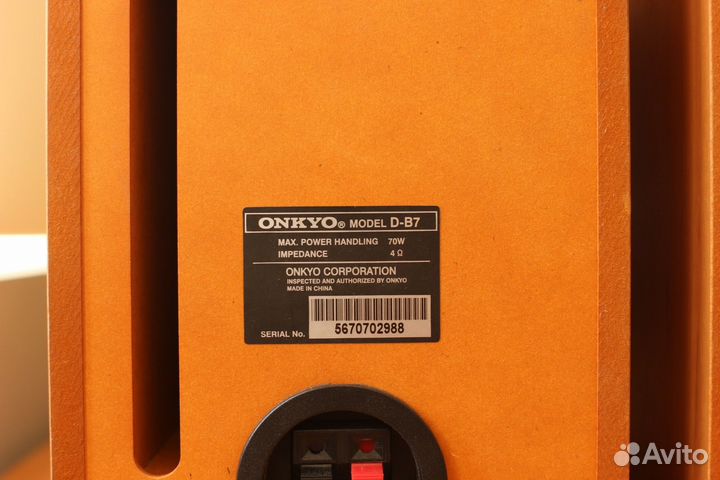 ONKYO® MODEL D-B7
MAX. POWER HANDLING 70W
IMPEDANCE 4 Ω
ONKYO CORPORATION
INSPECTED AND AUTHORIZED BY ONKYO
MADE IN CHINA
5670702988
SERIAL No.
Avito